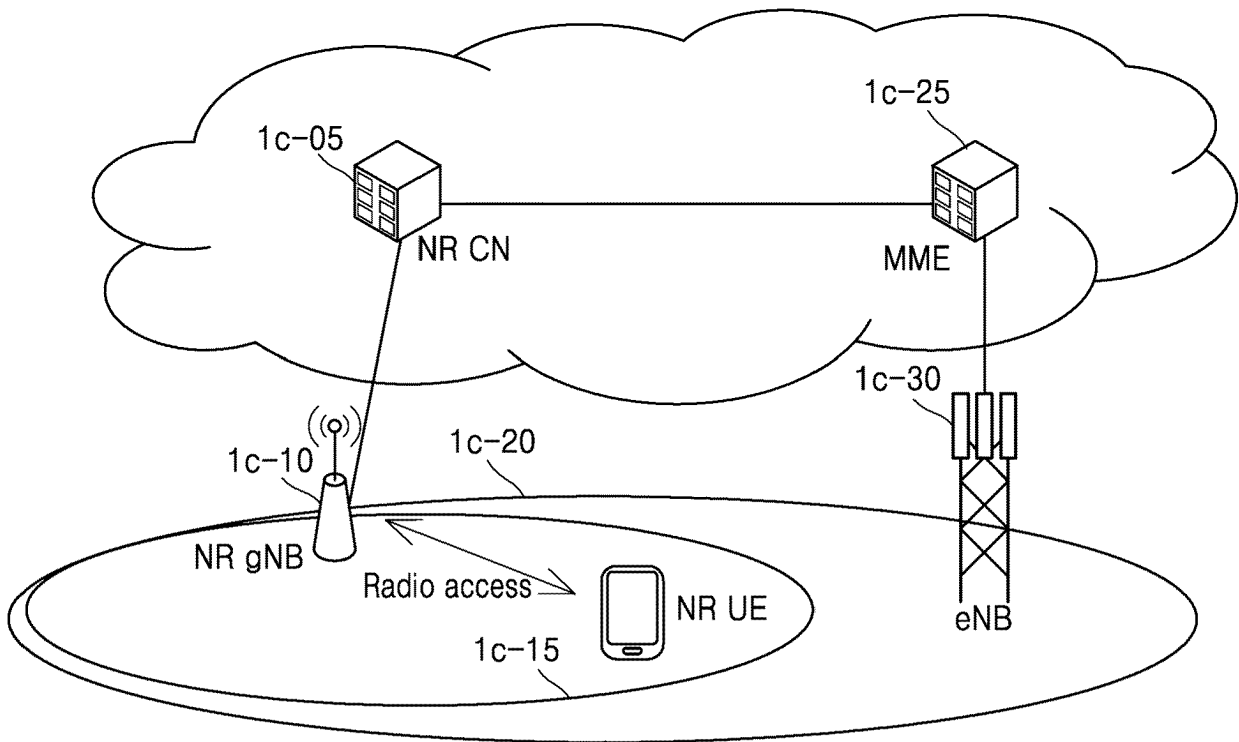 1c-25
1c-05
NR CN
MME
1c-30
1c-20
1c-10
NR gNB
Radio access
NR UE
eNB
1c-15